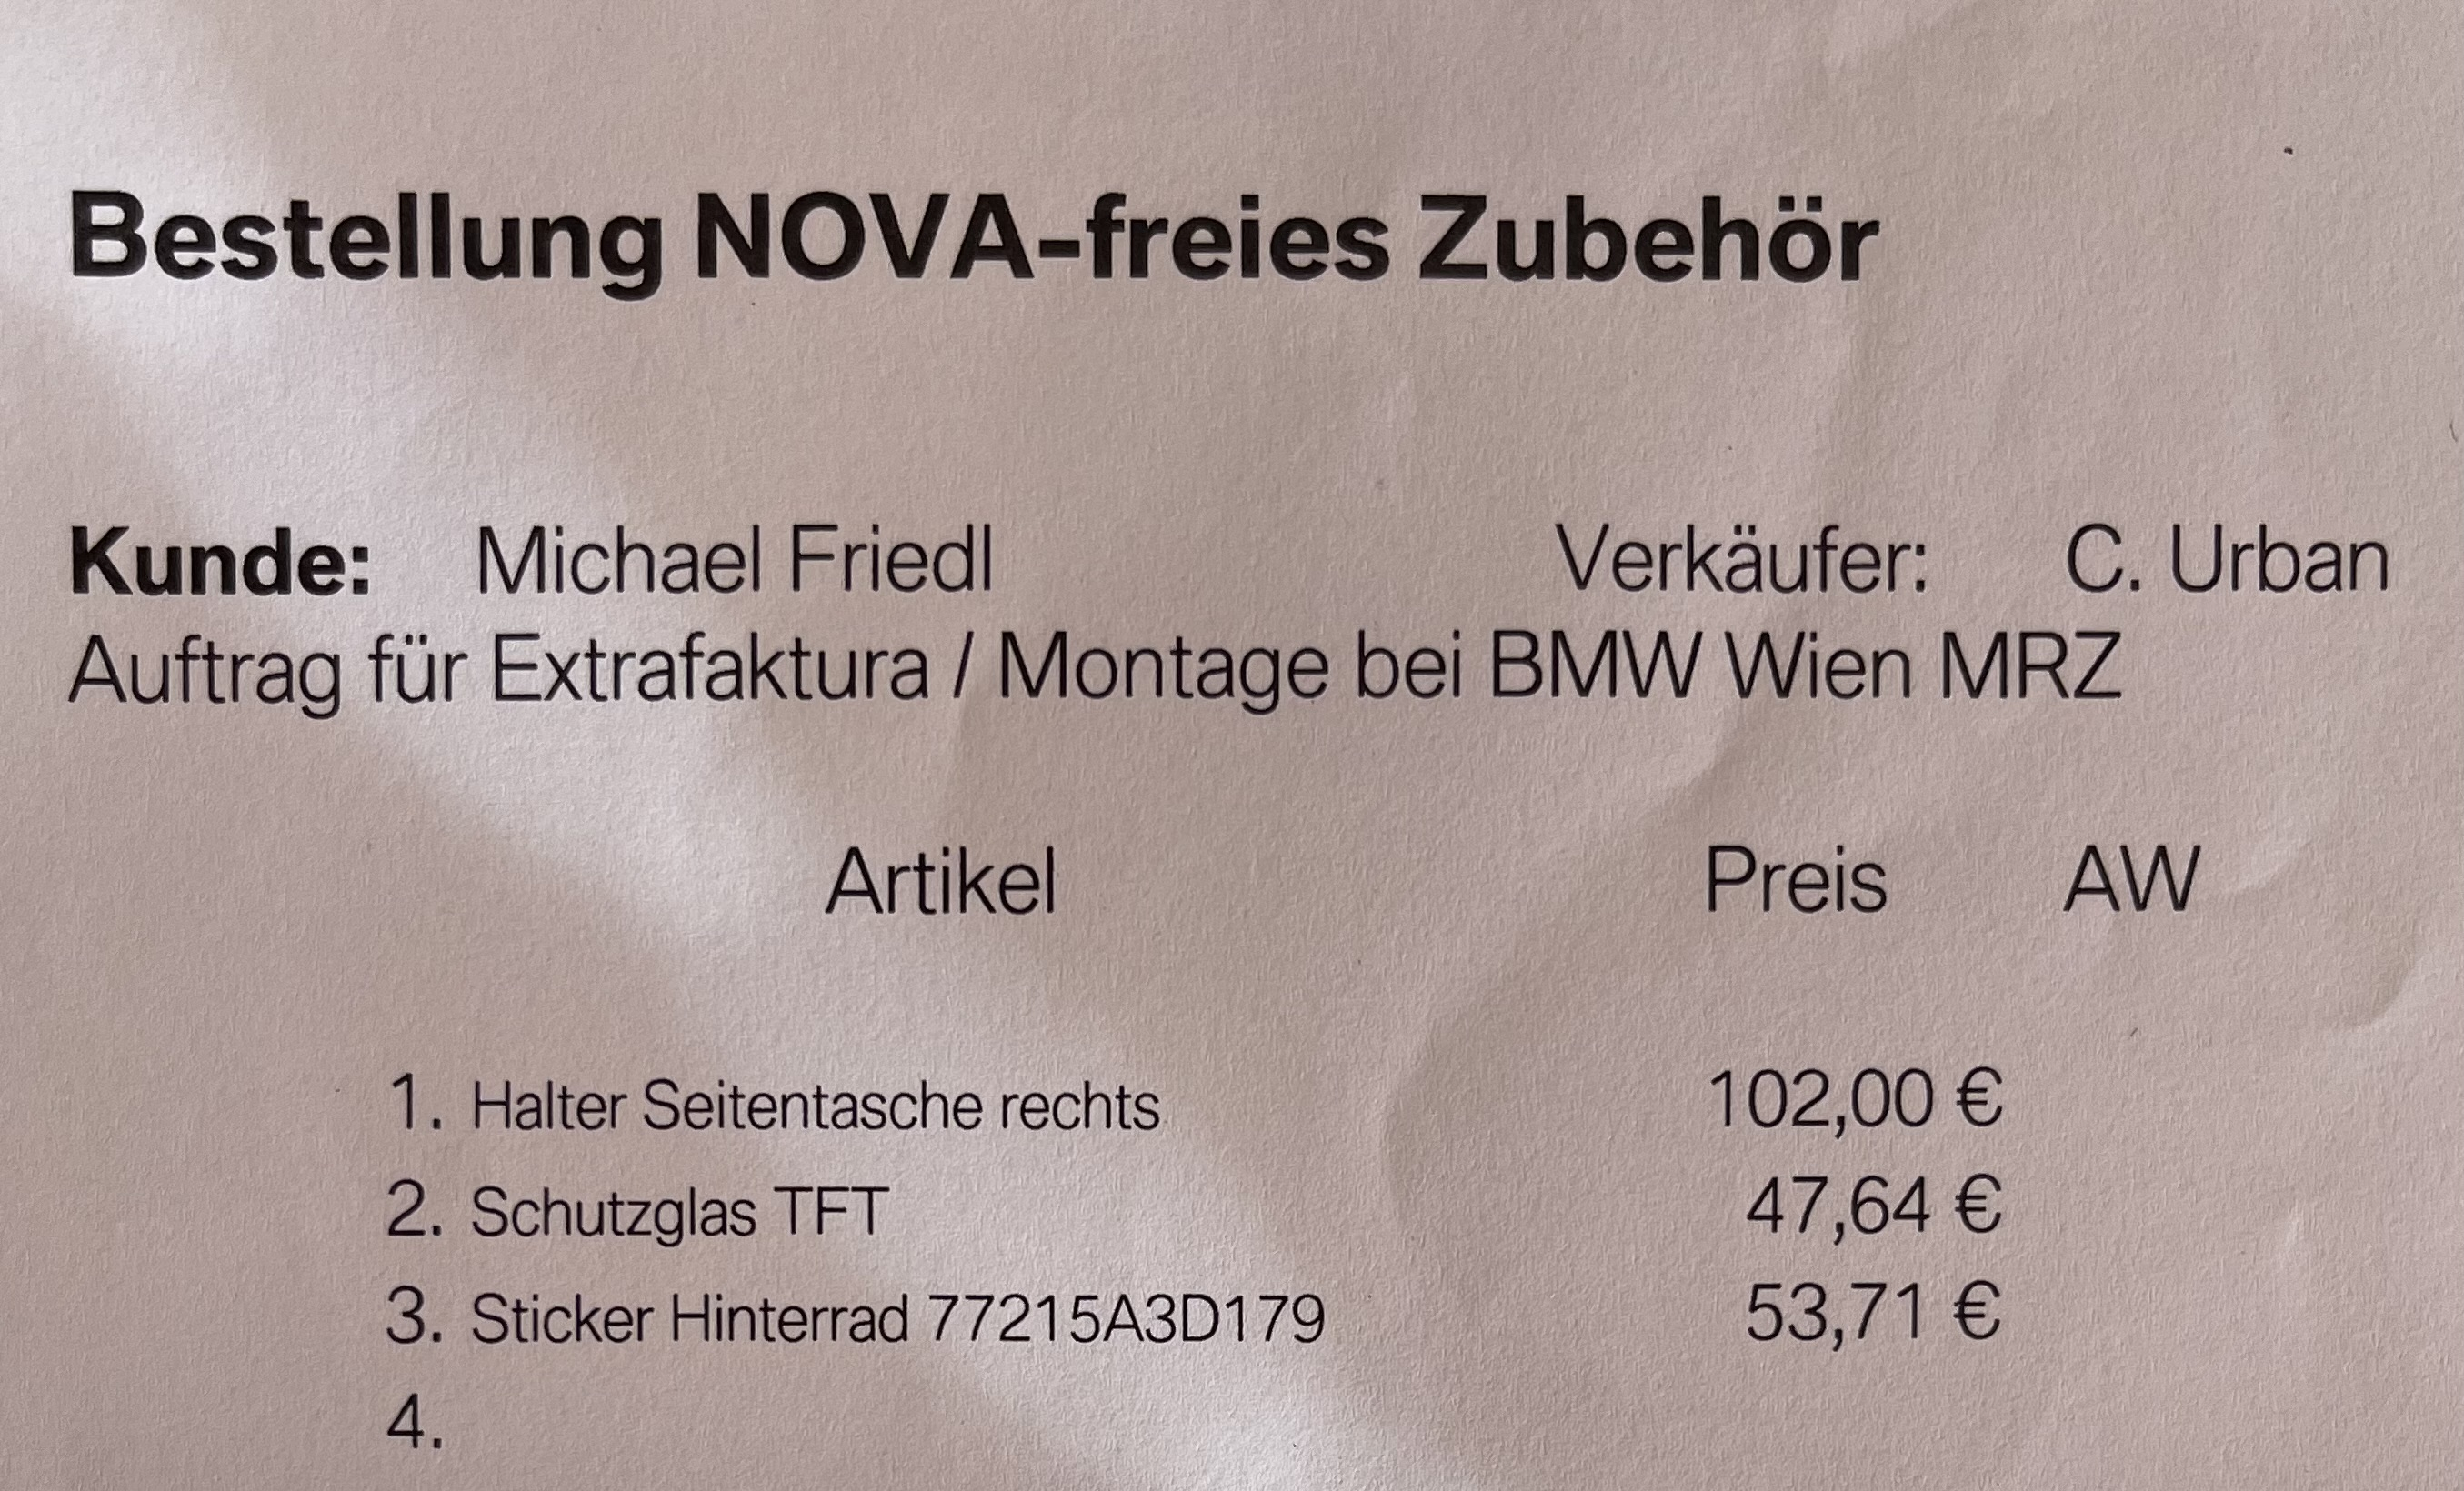 Bestellung NOVA-freies Zubehör
Kunde: Michael Friedl Verkäufer: C. Urban
Auftrag für Extrafaktura / Montage bei BMW Wien MRZ
Artikel Preis AW
1. Halter Seitentasche rechts 102,00 €
2. Schutzglas TFT 47,64 €
3. Sticker Hinterrad 77215A3D179 53,71 €
4.